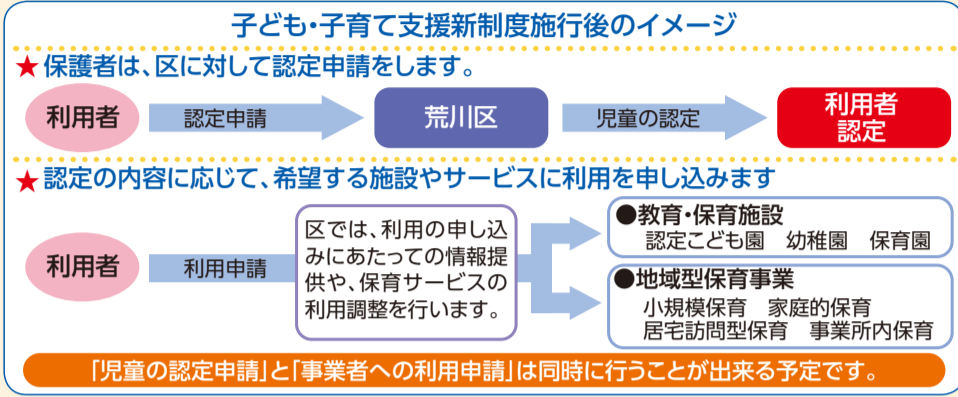 子ども・子育て支援新制度施行後のイメージ
★保護者は、区に対して認定申請をします。
利用者
認定申請
荒川区
児童の認定
利用者
認定
★認定の内容に応じて、希望する施設やサービスに利用を申し込みます
利用者
利用申請
区では、利用の申し込
みにあたっての情報提
供や、保育サービスの
利用調整を行います。
●教育・保育施設
認定こども園 幼稚園 保育園
●地域型保育事業
小規模保育 家庭的保育
居宅訪問型保育 事業所内保育
「児童の認定申請」と「事業者への利用申請」は同時に行うことが出来る予定です。